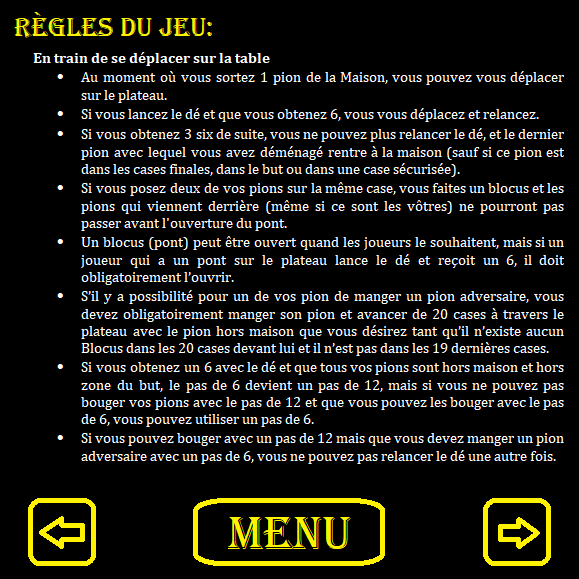 RÈGLES DU JEU:
En train de se déplacer sur la table
• Au moment où vous sortez 1 pion de la Maison, vous pouvez vous déplacer
sur le plateau.
• Si vous lancez le dé et que vous obtenez 6, vous vous déplacez et relancez.
• Si vous obtenez 3 six de suite, vous ne pouvez plus relancer le dé, et le dernier
pion avec lequel vous avez déménagé rentre à la maison (sauf si ce pion est
dans les cases finales, dans le but ou dans une case sécurisée).
• Si vous posez deux de vos pions sur la même case, vous faites un blocus et les
pions qui viennent derrière (même si ce sont les vôtres) ne pourront pas
passer avant l'ouverture du pont.
• Un blocus (pont) peut être ouvert quand les joueurs le souhaitent, mais si un
joueur qui a un pont sur le plateau lance le dé et reçoit un 6, il doit
obligatoirement l'ouvrir.
• S'il y a possibilité pour un de vos pion de manger un pion adversaire, vous
devez obligatoirement manger son pion et avancer de 20 cases à travers le
plateau avec le pion hors maison que vous désirez tant qu'il n'existe aucun
Blocus dans les 20 cases devant lui et il n'est pas dans les 19 dernières cases.
• Si vous obtenez un 6 avec le dé et que tous vos pions sont hors maison et hors
zone du but, le pas de 6 devient un pas de 12, mais si vous ne pouvez pas
bouger vos pions avec le pas de 12 et que vous pouvez les bouger avec le pas
de 6, vous pouvez utiliser un pas de 6.
• Si vous pouvez bouger avec un pas de 12 mais que vous devez manger un pion
adversaire avec un pas de 6, vous ne pouvez pas relancer le dé une autre fois.
MENU